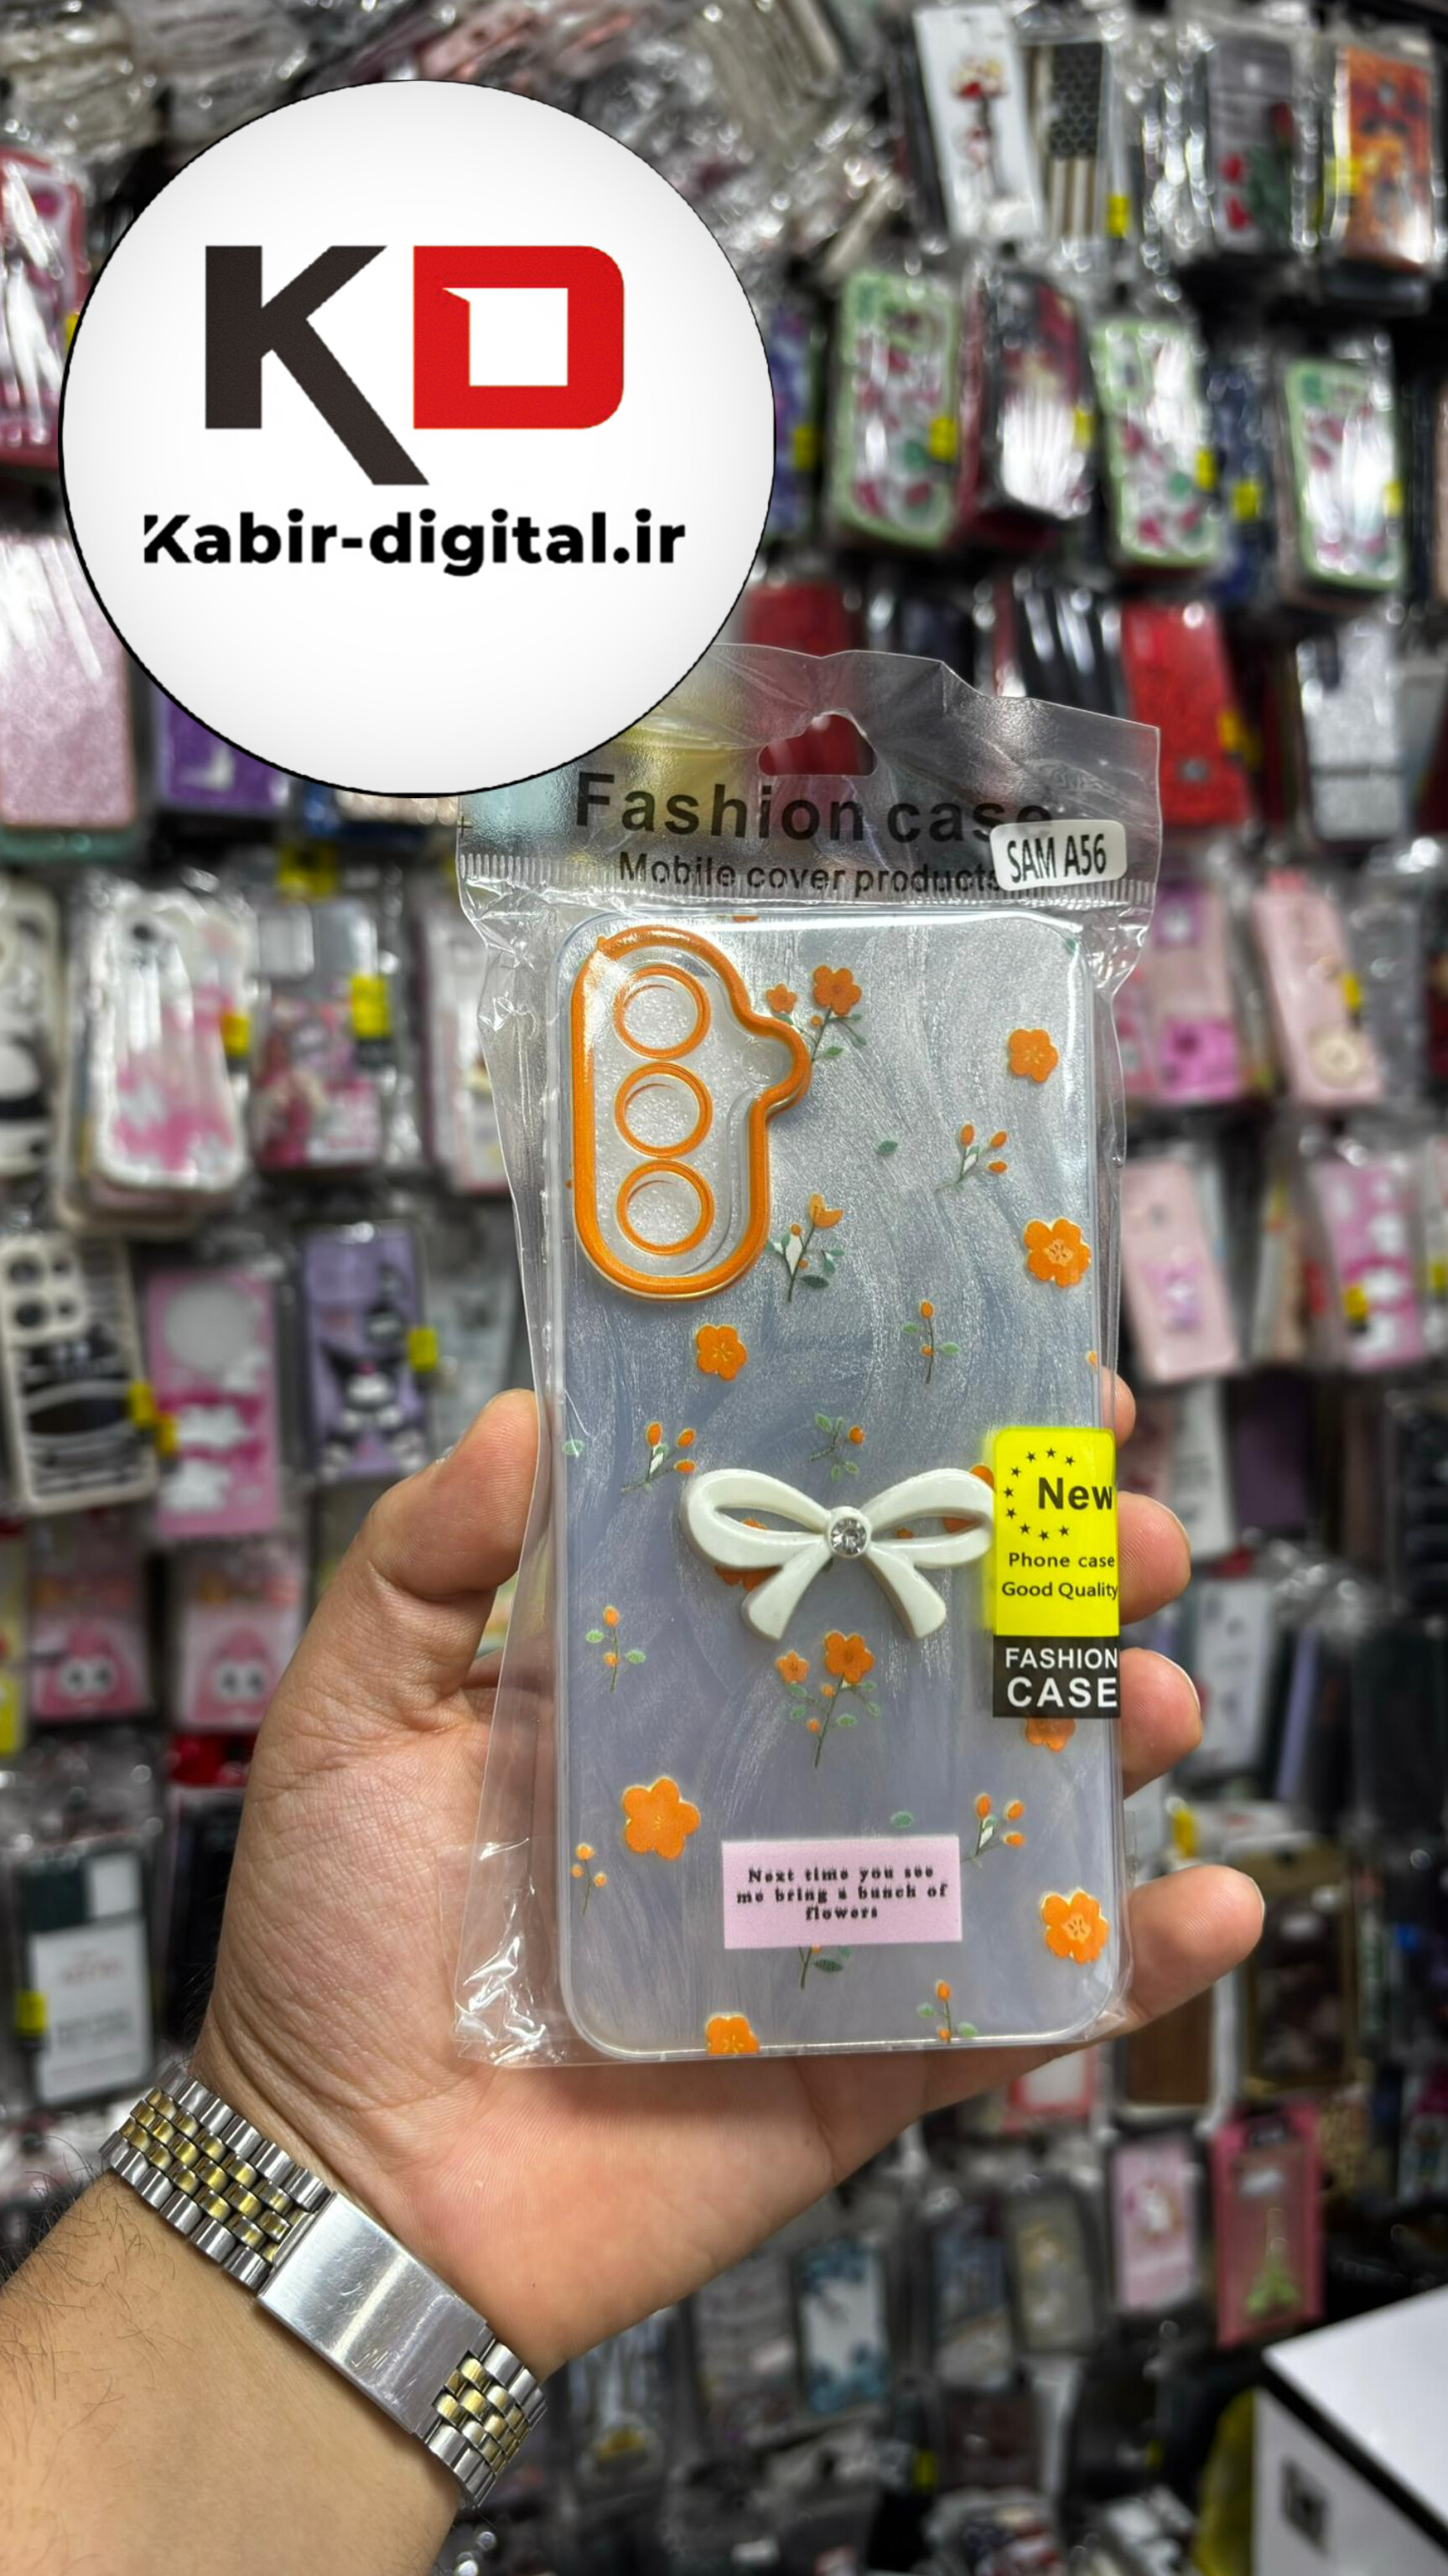 KD
Kabir-digital.ir
Fashion case
SAM A56
Mobile cover products
New
Phone case
Good Quality
FASHION
CASE
Next time you see
me bring a bunch of
flowers